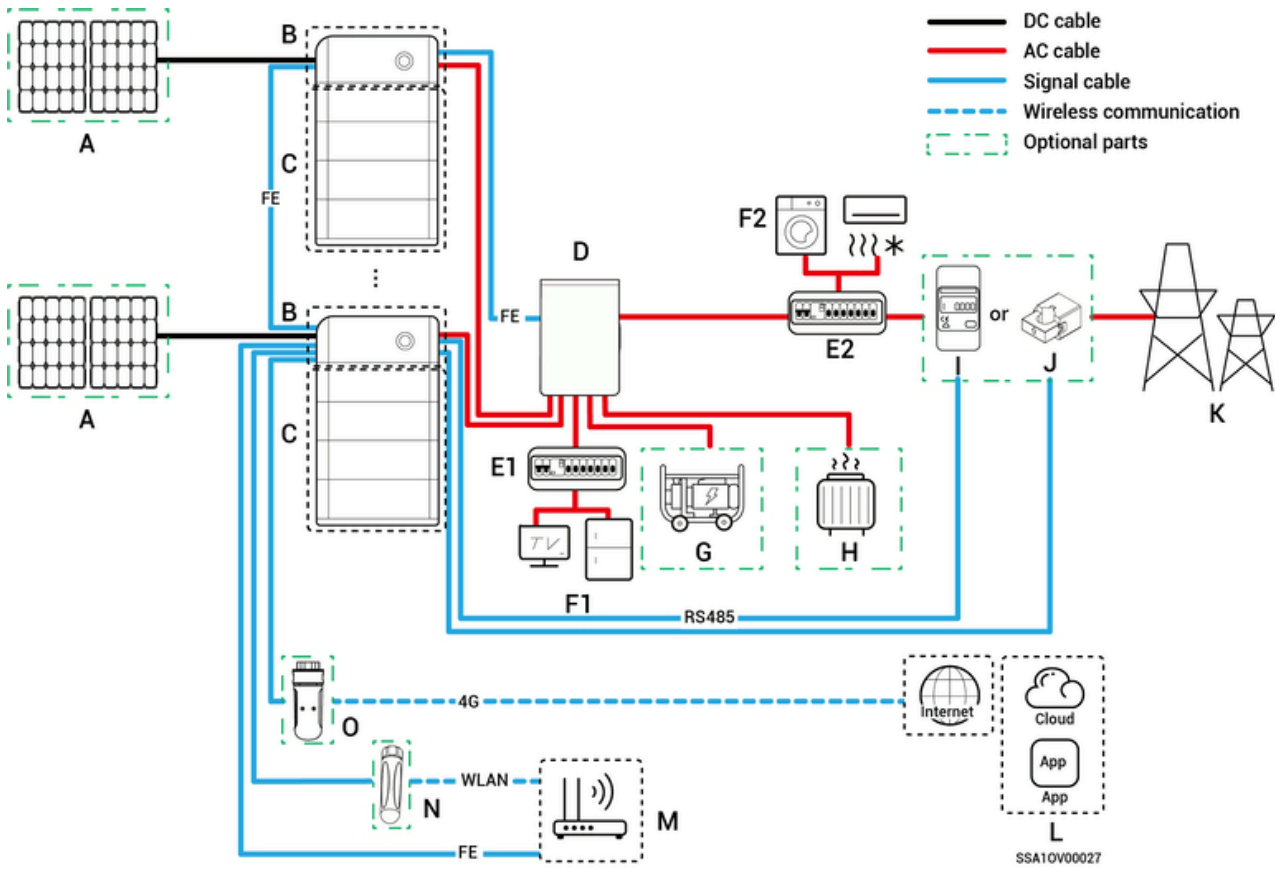 DC cable
AC cable
Signal cable
Wireless communication
Optional parts
A
B
C
FE
A
B
C
FE
D
F2
E2
I
or
J
K
E1
TV
F1
G
H
RS485
O
4G
Internet
Cloud
App
App
L
SSA1OV00027
N
WLAN
M
FE